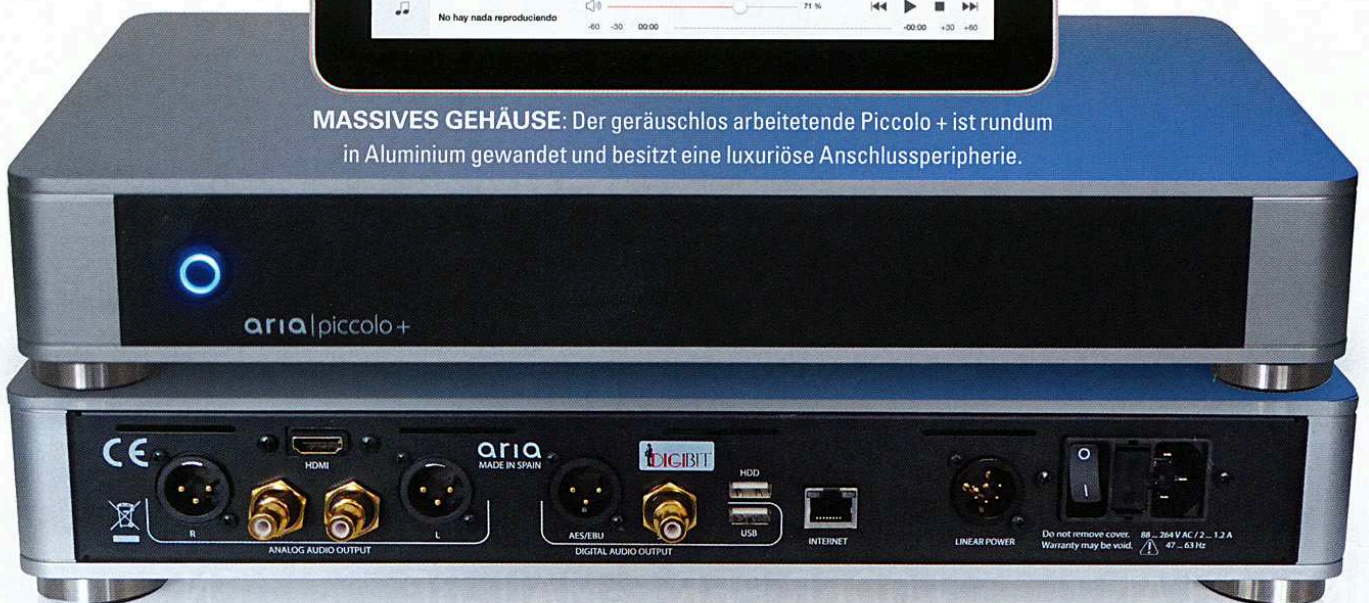 71 %
No hay nada reproduciendo
-60 -30 00:00 -00:00 +30 +60
MASSIVES GEHÄUSE: Der geräuschlos arbeitetende Piccolo + ist rundum
in Aluminium gewandet und besitzt eine luxuriöse Anschlussperipherie.
aria|piccolo+
CE
HDMI
aria
MADE IN SPAIN
DIGIBIT
HDD
R
L
AES/EBU
USB
INTERNET
LINEAR POWER
ANALOG AUDIO OUTPUT
DIGITAL AUDIO OUTPUT
O
I
Do not remove cover.
Warranty may be void.
88 ... 264 V AC / 2 ... 1.2 A
47 ... 63 Hz